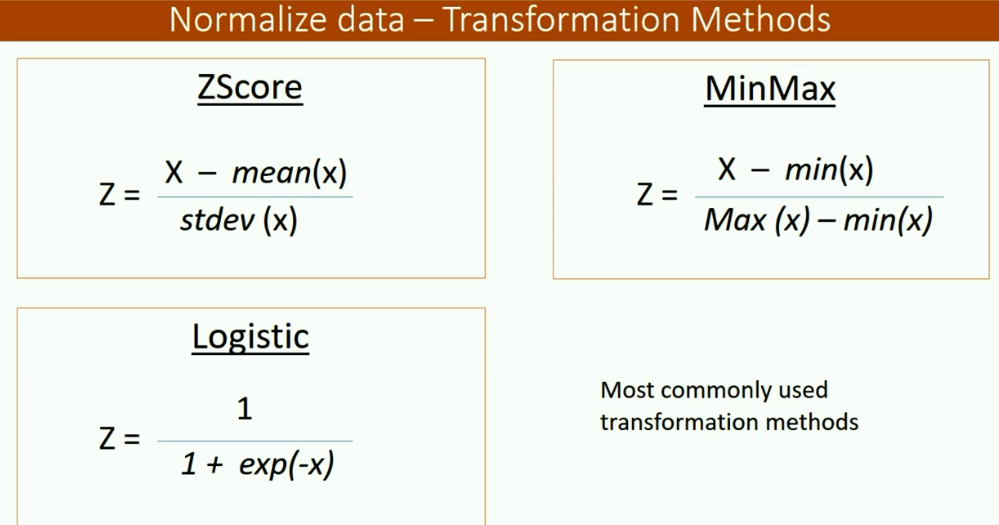 Normalize data – Transformation Methods
ZScore
Z = X – mean(x)
stdev (x)
MinMax
Z = X – min(x)
Max (x) – min(x)
Logistic
Z = 1
1 + exp(-x)
Most commonly used
transformation methods